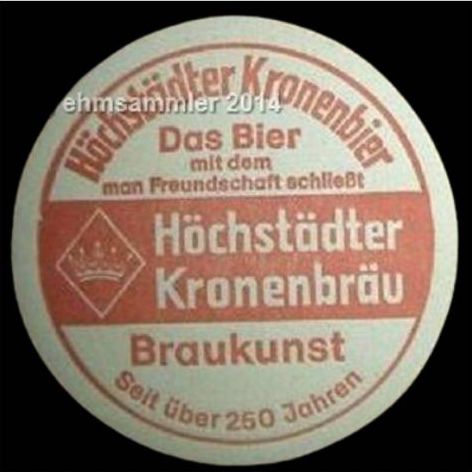 Höchstädter Kronenbier
ehmsammler 2014
Das Bier
mit dem
man Freundschaft schließt
Höchstädter
Kronenbräu
Braukunst
Seit über 250 Jahren